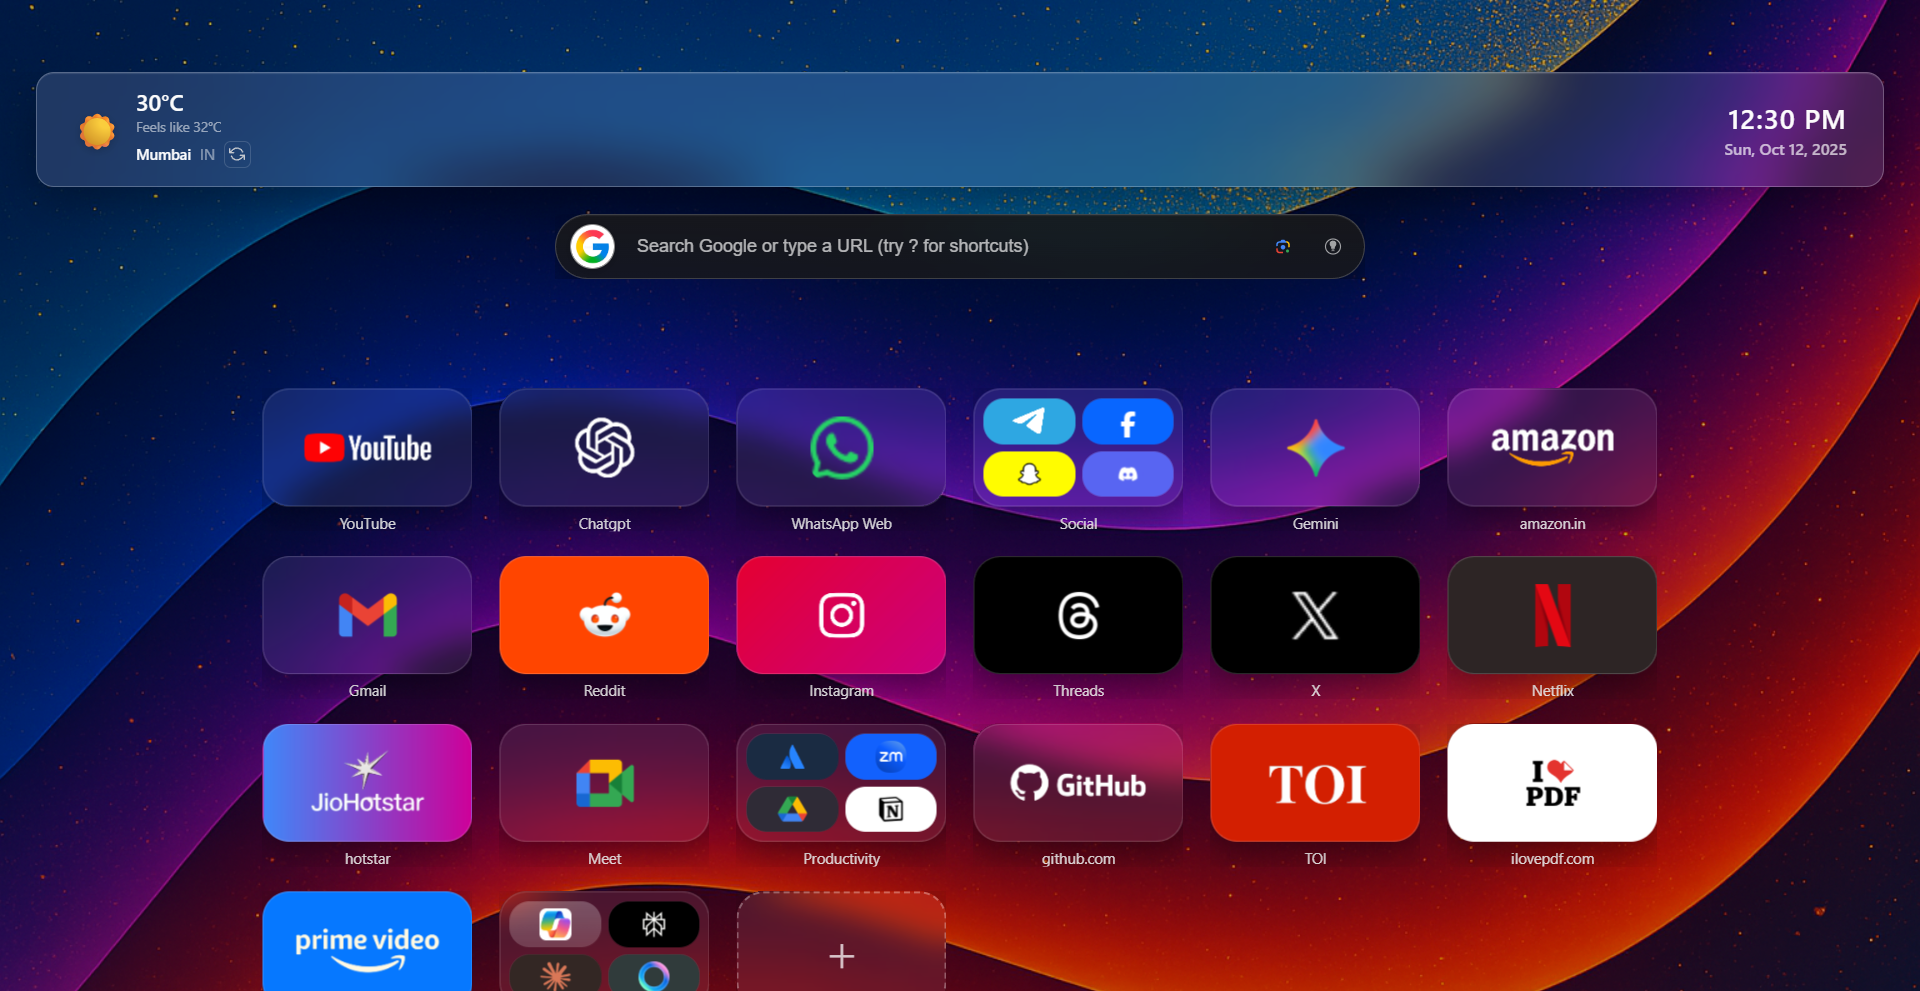 30°C
Feels like 32°C
Mumbai IN
12:30 PM
Sun, Oct 12, 2025
Search Google or type a URL (try ? for shortcuts)
YouTube
amazon
YouTube
Chatgpt
WhatsApp Web
Social
Gemini
amazon.in
Gmail
Reddit
Instagram
Threads
X
Netflix
JioHotstar
zm
GitHub
TOI
I PDF
hotstar
Meet
Productivity
github.com
TOI
ilovepdf.com
prime video
+